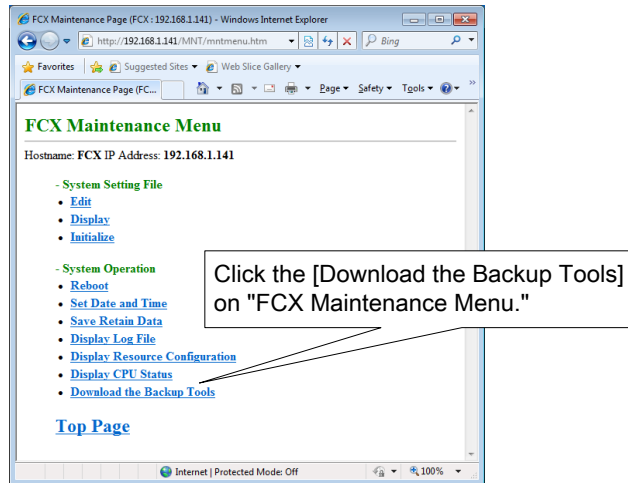 FCX Maintenance Page (FCX : 192.168.1.141) - Windows Internet Explorer
http://192.168.1.141/MNT/mntmenu.htm
Bing
Favorites
Suggested Sites
Web Slice Gallery
FCX Maintenance Page (FC...
Page
Safety
Tools
FCX Maintenance Menu
Hostname: FCX IP Address: 192.168.1.141
- System Setting File
• Edit
• Display
• Initialize
- System Operation
• Reboot
• Set Date and Time
• Save Retain Data
• Display Log File
• Display Resource Configuration
• Display CPU Status
• Download the Backup Tools
Top Page
Click the [Download the Backup Tools]
on "FCX Maintenance Menu."
Internet | Protected Mode: Off
100%